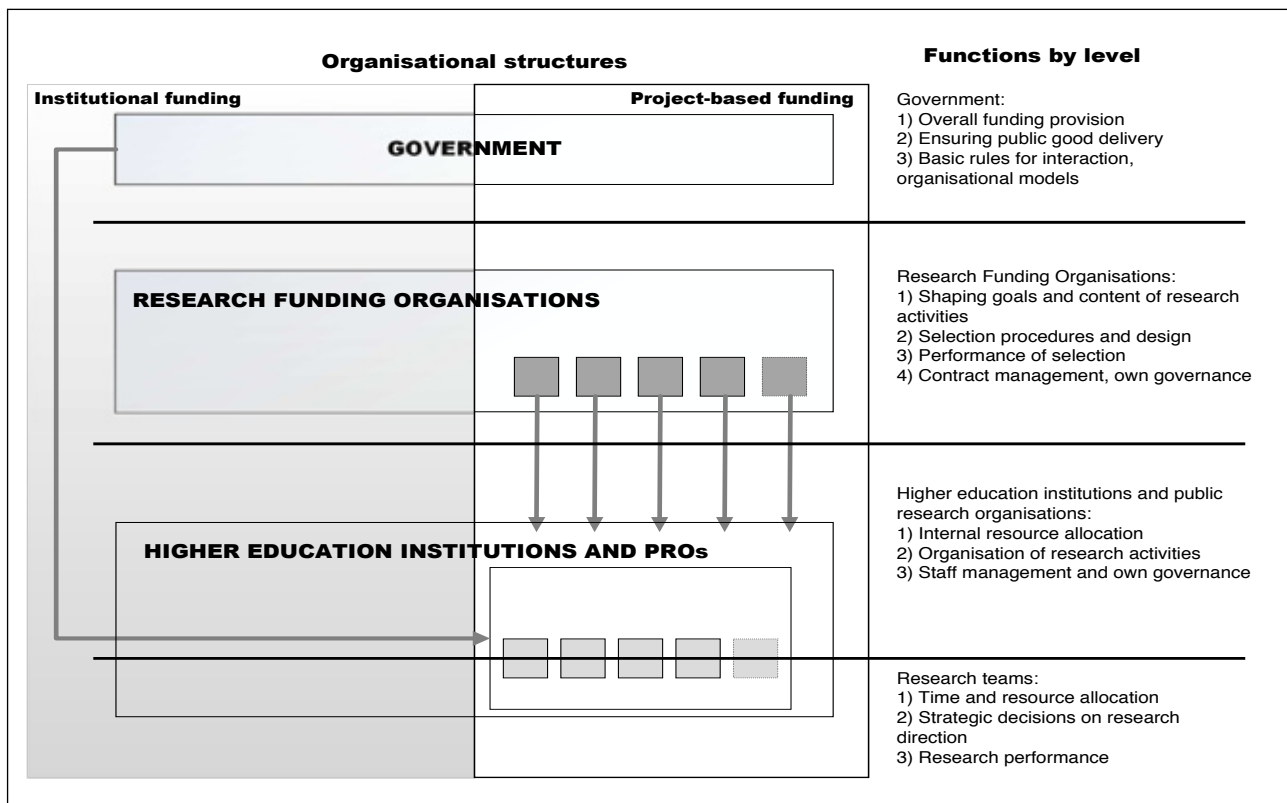 Organisational structures
Functions by level
Institutional funding
Project-based funding
GOVERNMENT
Government:
1) Overall funding provision
2) Ensuring public good delivery
3) Basic rules for interaction,
organisational models
RESEARCH FUNDING ORGANISATIONS
Research Funding Organisations:
1) Shaping goals and content of research
activities
2) Selection procedures and design
3) Performance of selection
4) Contract management, own governance
HIGHER EDUCATION INSTITUTIONS AND PROs
Higher education institutions and public
research organisations:
1) Internal resource allocation
2) Organisation of research activities
3) Staff management and own governance
Research teams:
1) Time and resource allocation
2) Strategic decisions on research
direction
3) Research performance